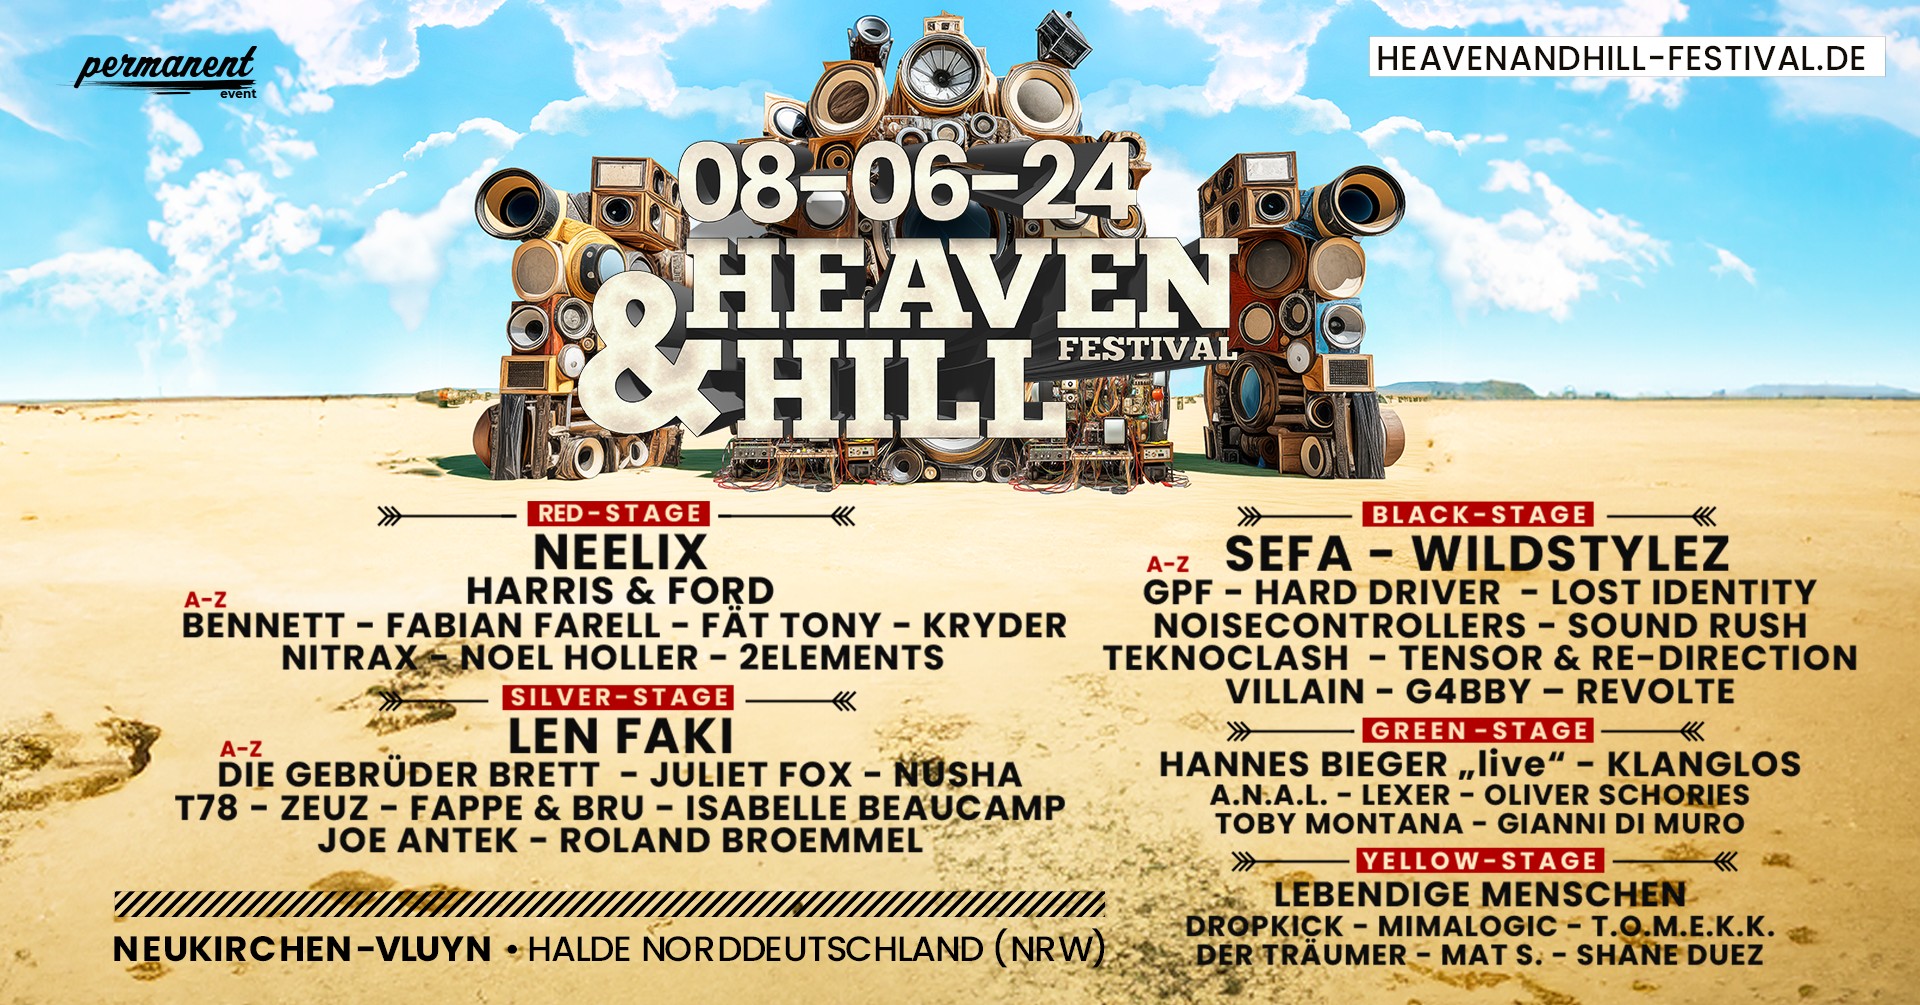 permanent
event
HEAVENANDHILL-FESTIVAL.DE
08-06-24
HEAVEN
& HILL
FESTIVAL
RED-STAGE
NEELIX
HARRIS & FORD
A-Z
BENNETT - FABIAN FARELL - FÄT TONY - KRYDER
NITRAX - NOEL HOLLER - 2ELEMENTS
SILVER-STAGE
LEN FAKI
A-Z
DIE GEBRÜDER BRETT - JULIET FOX - NUSHA
T78 - ZEUZ - FAPPE & BRU - ISABELLE BEAUCAMP
JOE ANTEK - ROLAND BROEMMEL
BLACK-STAGE
SEFA - WILDSTYLEZ
A-Z
GPF - HARD DRIVER - LOST IDENTITY
NOISECONTROLLERS - SOUND RUSH
TEKNOCLASH - TENSOR & RE-DIRECTION
VILLAIN - G4BBY – REVOLTE
GREEN-STAGE
HANNES BIEGER „live“ - KLANGLOS
A.N.A.L. - LEXER - OLIVER SCHORIES
TOBY MONTANA - GIANNI DI MURO
YELLOW-STAGE
LEBENDIGE MENSCHEN
DROPKICK - MIMALOGIC - T.O.M.E.K.K.
DER TRÄUMER - MAT S. - SHANE DUEZ
NEUKIRCHEN-VLUYN • HALDE NORDDEUTSCHLAND (NRW)